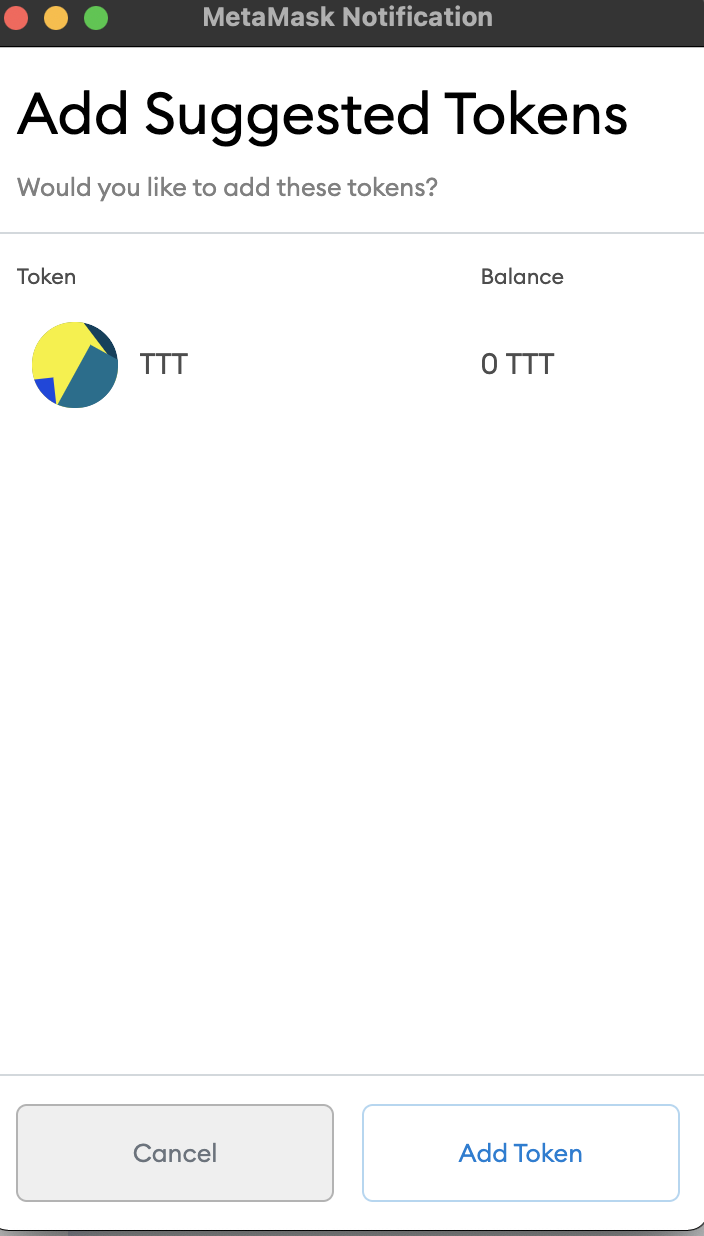 MetaMask Notification
Add Suggested Tokens
Would you like to add these tokens?
Token Balance
TTT 0 TTT
Cancel Add Token